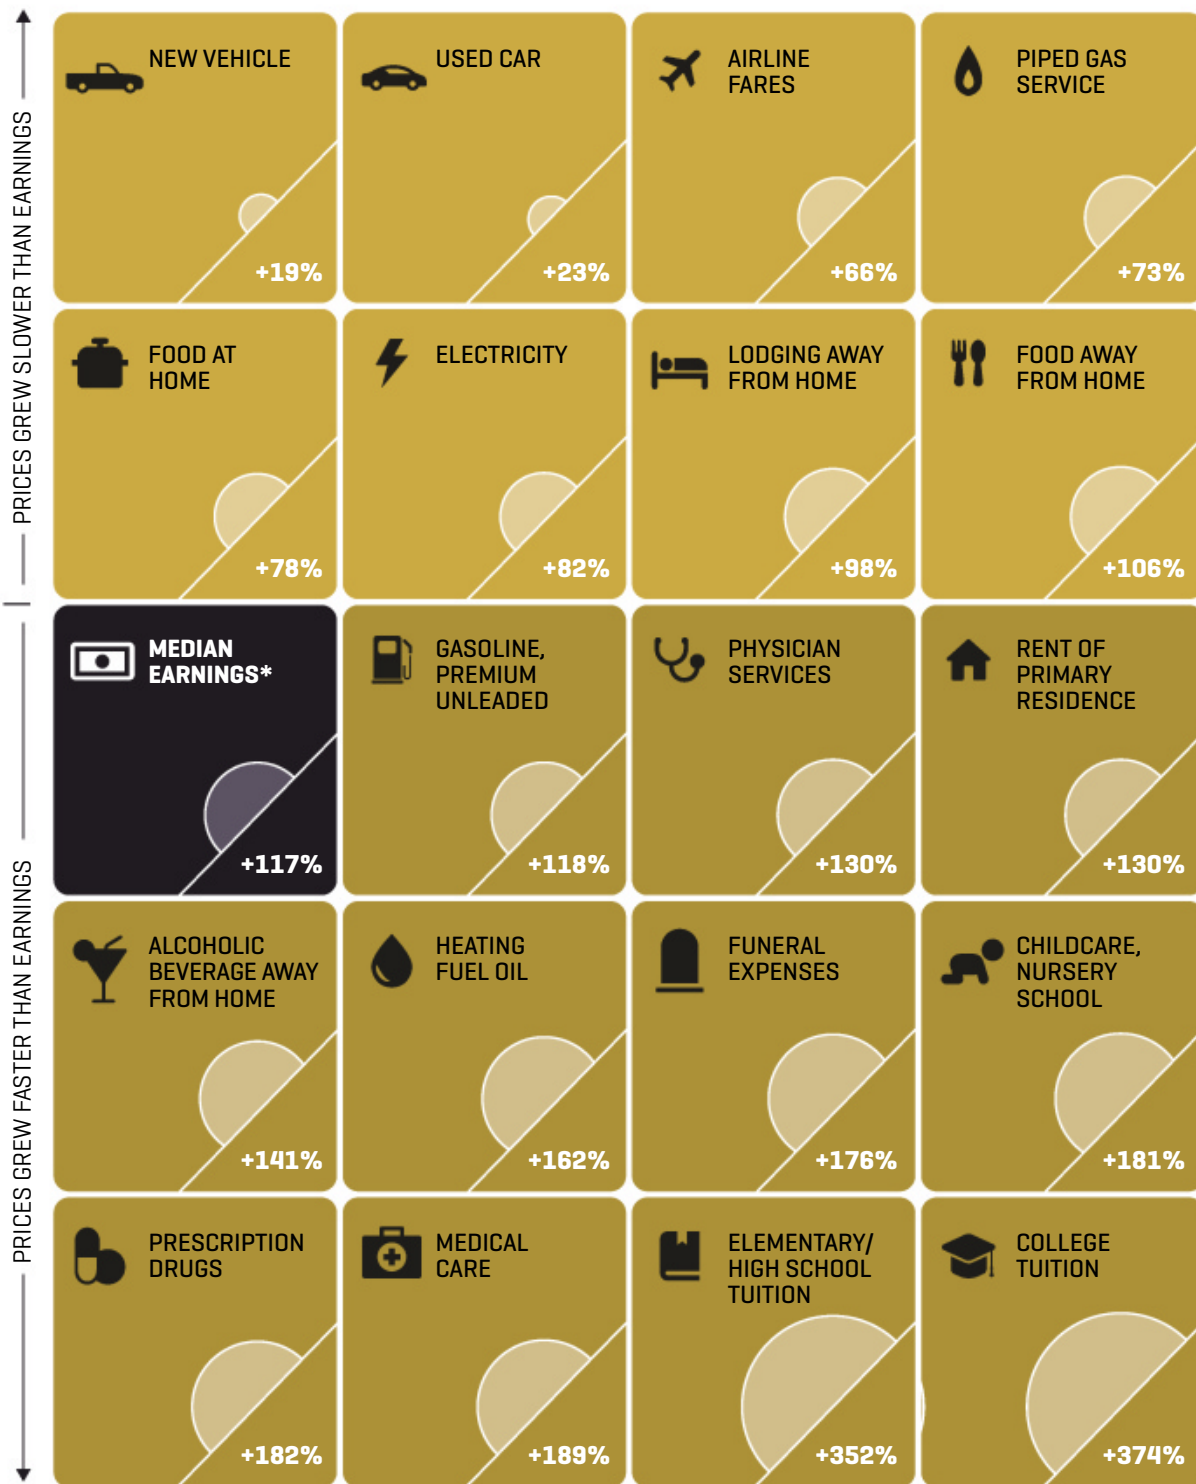 PRICES GREW SLOWER THAN EARNINGS
NEW VEHICLE
+19%
USED CAR
+23%
AIRLINE
FARES
+66%
PIPED GAS
SERVICE
+73%
FOOD AT
HOME
+78%
ELECTRICITY
+82%
LODGING AWAY
FROM HOME
+98%
FOOD AWAY
FROM HOME
+106%
PRICES GREW FASTER THAN EARNINGS
MEDIAN
EARNINGS*
+117%
GASOLINE,
PREMIUM
UNLEADED
+118%
PHYSICIAN
SERVICES
+130%
RENT OF
PRIMARY
RESIDENCE
+130%
ALCOHOLIC
BEVERAGE AWAY
FROM HOME
+141%
HEATING
FUEL OIL
+162%
FUNERAL
EXPENSES
+176%
CHILDCARE,
NURSERY
SCHOOL
+181%
PRESCRIPTION
DRUGS
+182%
MEDICAL
CARE
+189%
ELEMENTARY/
HIGH SCHOOL
TUITION
+352%
COLLEGE
TUITION
+374%